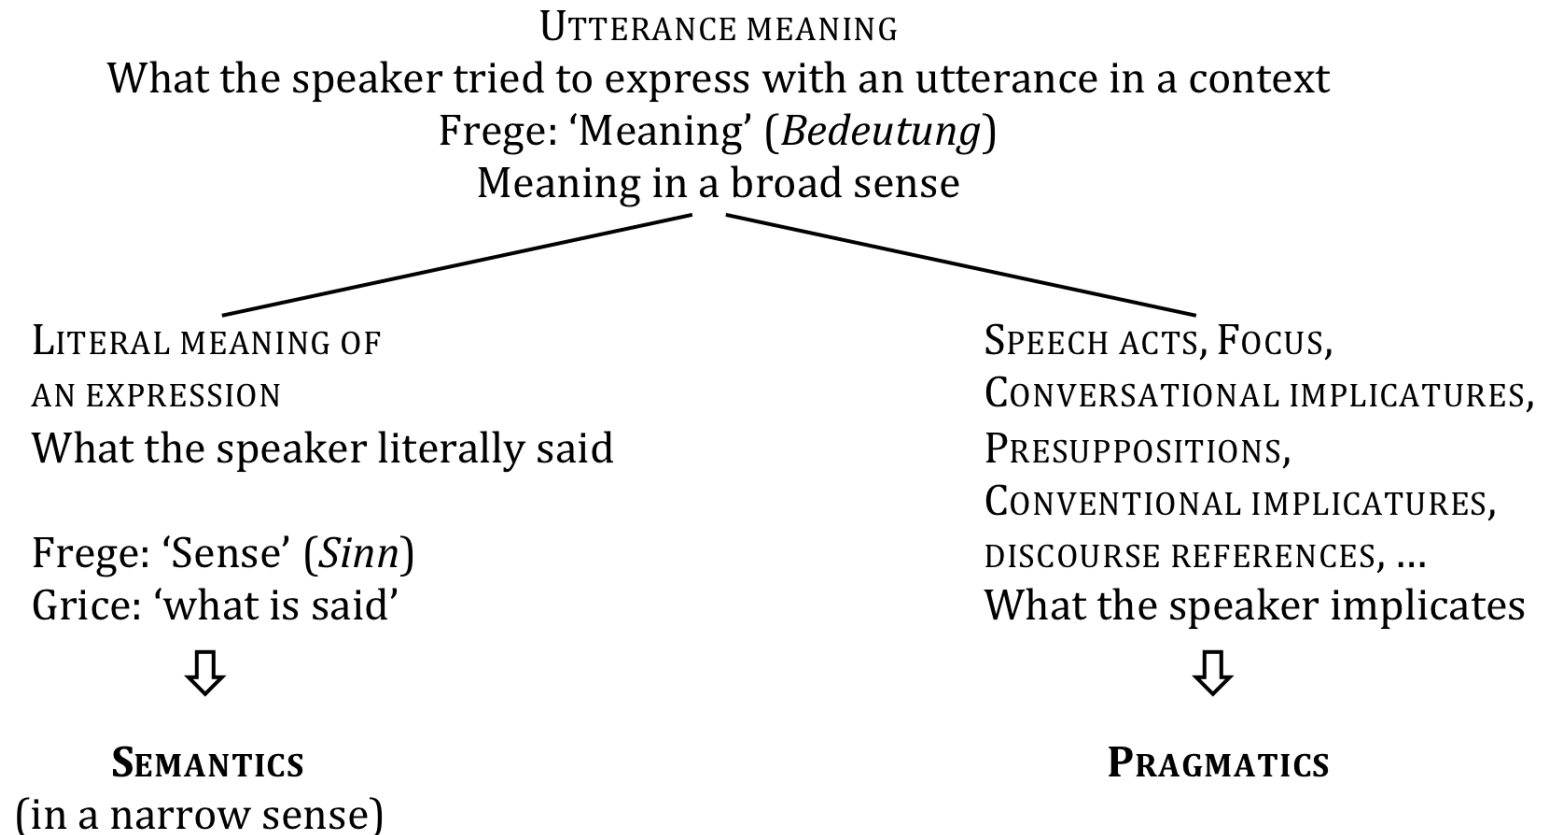 UTTERANCE MEANING
What the speaker tried to express with an utterance in a context
Frege: ‘Meaning’ (Bedeutung)
Meaning in a broad sense
LITERAL MEANING OF
AN EXPRESSION
What the speaker literally said
Frege: ‘Sense’ (Sinn)
Grice: ‘what is said’
SEMANTICS
(in a narrow sense)
SPEECH ACTS, FOCUS,
CONVERSATIONAL IMPLICATURES,
PRESUPPOSITIONS,
CONVENTIONAL IMPLICATURES,
DISCOURSE REFERENCES, …
What the speaker implicates
PRAGMATICS